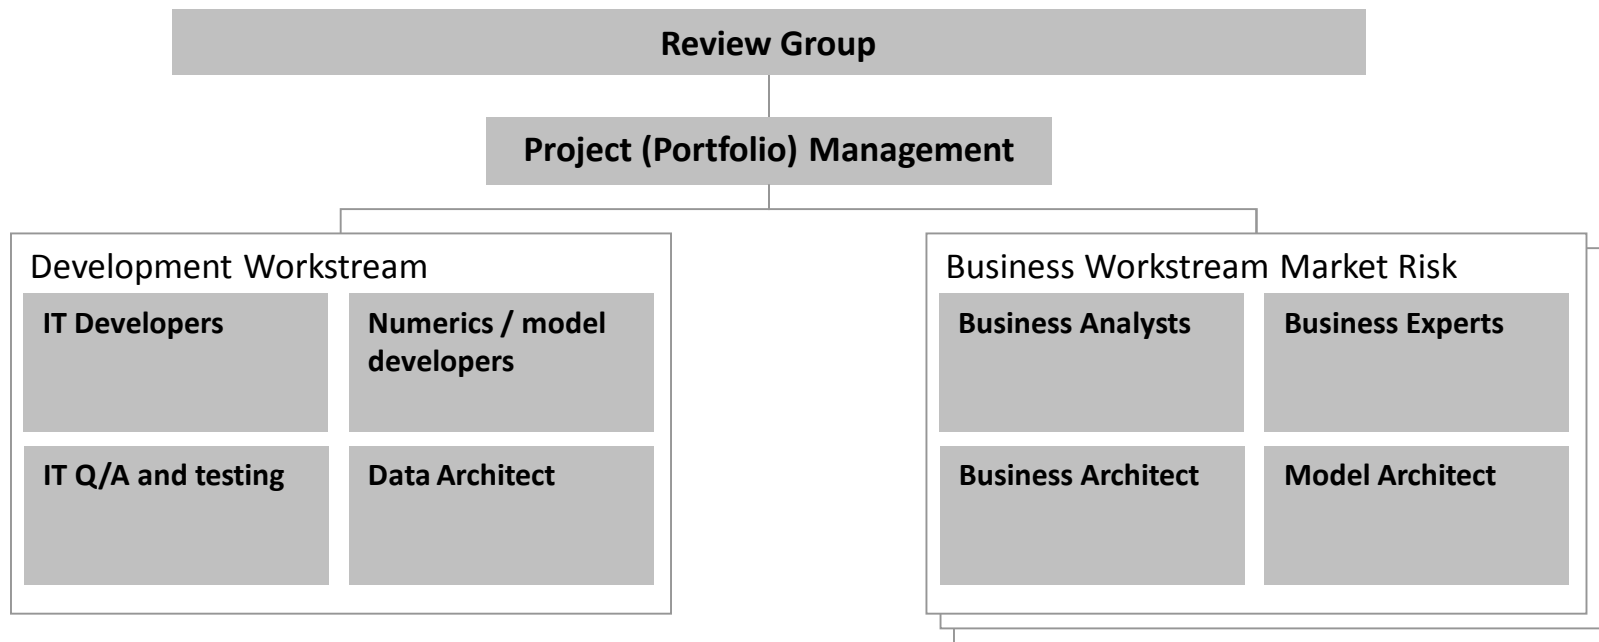 Review Group
Project (Portfolio) Management
Development Workstream
IT Developers
Numerics / model
developers
IT Q/A and testing
Data Architect
Business Workstream Market Risk
Business Analysts
Business Experts
Business Architect
Model Architect